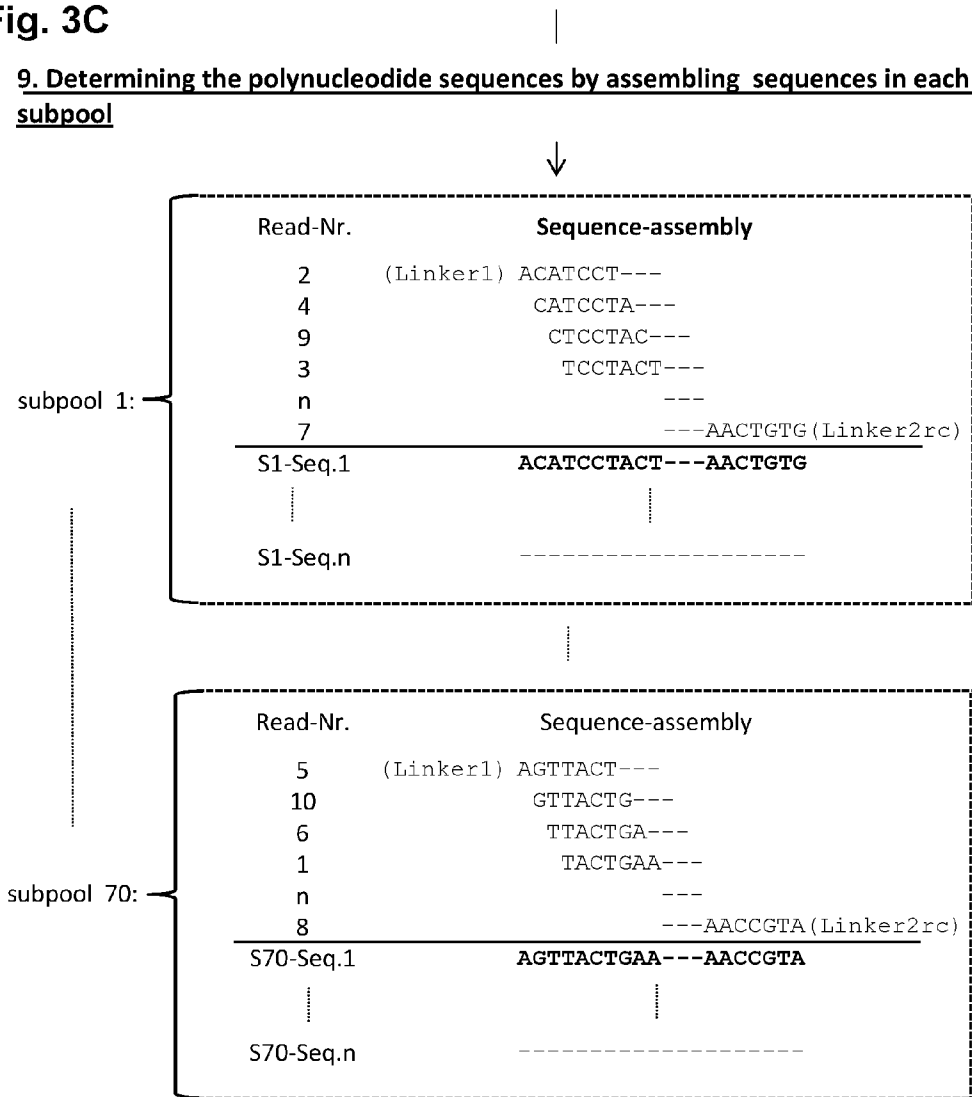 Fig. 3C
9. Determining the polynucleodide sequences by assembling sequences in each
subpool
Read-Nr. Sequence-assembly
2 (Linker1) ACATCCT---
4 CATCCTA---
9 CTCCTAC---
3 TCCTACT---
n ---
subpool 1:
7 ---AACTGTG(Linker2rc)
S1-Seq.1 ACATCCTACT---AACTGTG
S1-Seq.n --------------------
Read-Nr. Sequence-assembly
5 (Linker1) AGTTACT---
10 GTTACTG---
6 TTACTGA---
1 TACTGAA---
n ---
subpool 70:
8 ---AACCGTA(Linker2rc)
S70-Seq.1 AGTTACTGAA---AACCGTA
S70-Seq.n --------------------